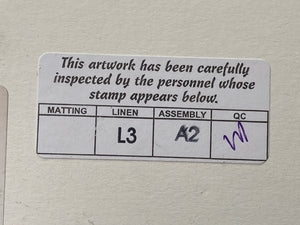 This artwork has been carefully
inspected by the personnel whose
stamp appears below.
MATTING LINEN ASSEMBLY QC
L3 A2